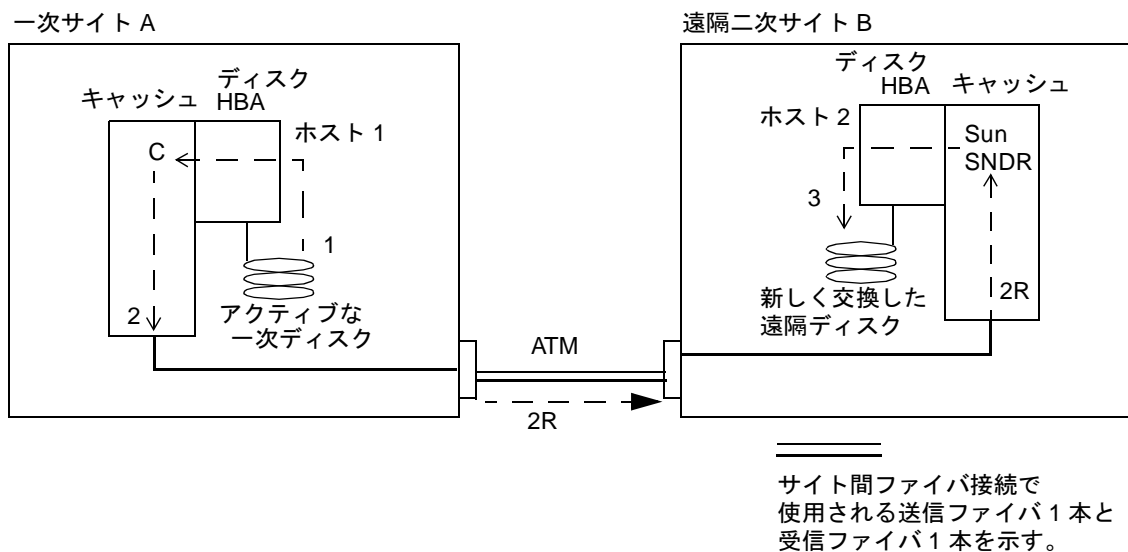 一次サイト A
ディスク
HBA
キャッシュ
ホスト 1
C
1
2
アクティブな
一次ディスク
ATM
2R
遠隔二次サイト B
ディスク
HBA
キャッシュ
ホスト 2
Sun
SNDR
3
2R
新しく交換した
遠隔ディスク
サイト間ファイバ接続で
使用される送信ファイバ 1 本と
受信ファイバ 1 本を示す。